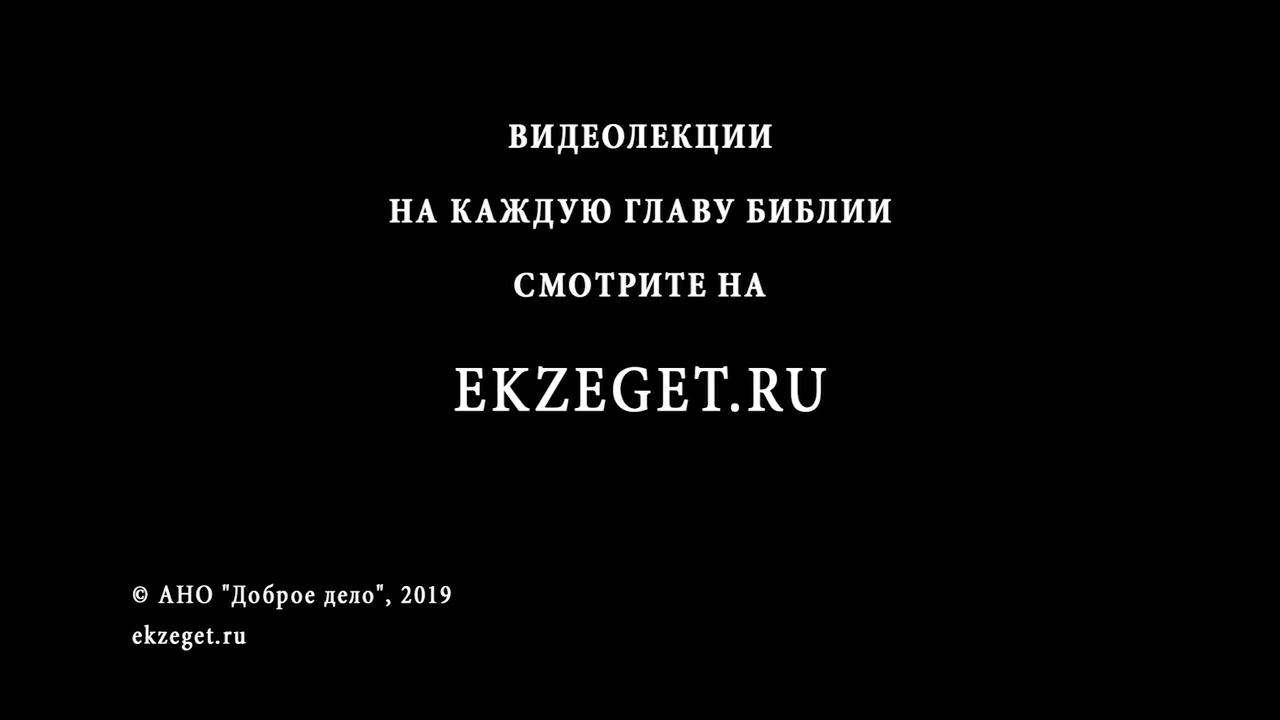 ВИДЕОЛЕКЦИИ
НА КАЖДУЮ ГЛАВУ БИБЛИИ
СМОТРИТЕ НА
EKZEGET.RU
© АНО "Доброе дело", 2019
ekzeget.ru